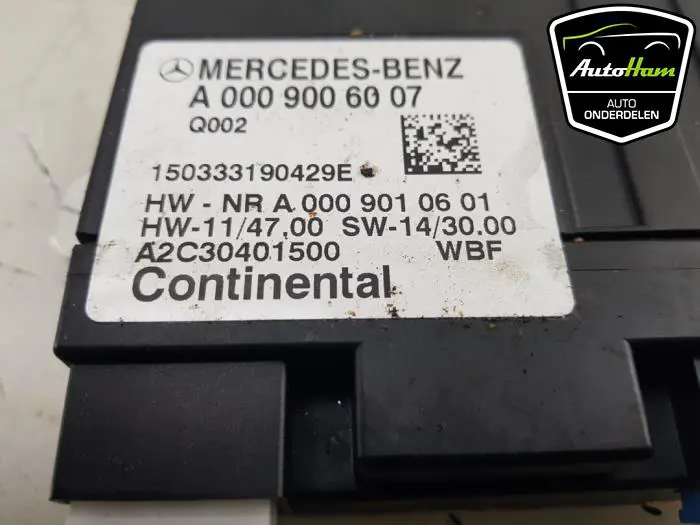 MERCEDES-BENZ
A 000 900 60 07
Q002
150333190429E
HW - NR A 000 901 06 01
HW-11/47.00 SW-14/30.00
A2C30401500 WBF
Continental
AutoHam
AUTO
ONDERDELEN